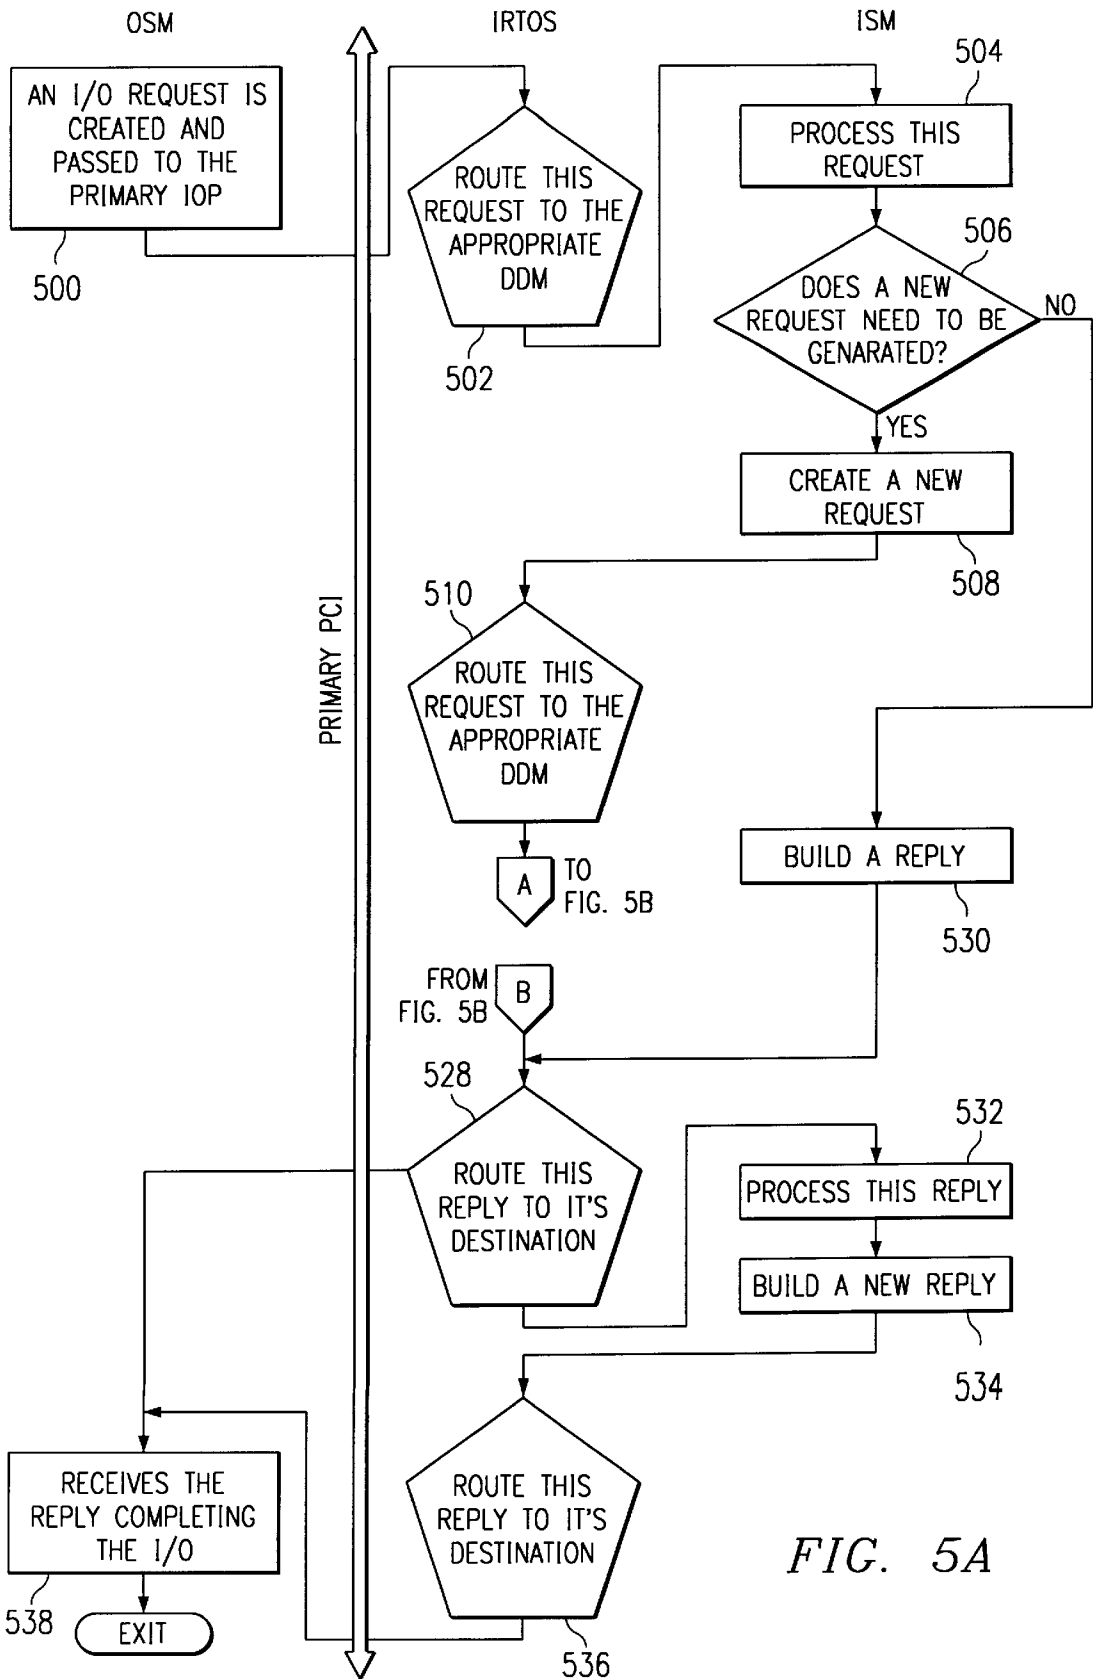 OSM
IRTOS
ISM
AN I/O REQUEST IS
CREATED AND
PASSED TO THE
PRIMARY IOP
500
ROUTE THIS
REQUEST TO THE
APPROPRIATE
DDM
502
504
PROCESS THIS
REQUEST
506
DOES A NEW
REQUEST NEED TO BE
GENARATED?
NO
YES
CREATE A NEW
REQUEST
508
PRIMARY PCI
510
ROUTE THIS
REQUEST TO THE
APPROPRIATE
DDM
A
TO
FIG. 5B
BUILD A REPLY
530
FROM
FIG. 5B
B
528
ROUTE THIS
REPLY TO IT'S
DESTINATION
532
PROCESS THIS REPLY
BUILD A NEW REPLY
534
ROUTE THIS
REPLY TO IT'S
DESTINATION
536
RECEIVES THE
REPLY COMPLETING
THE I/O
538
EXIT
FIG. 5A